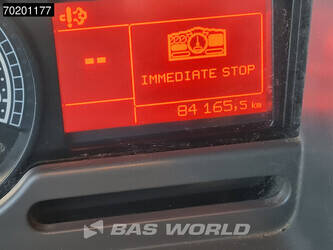 70201177
--
IMMEDIATE STOP
84 165,5 km
BAS WORLD